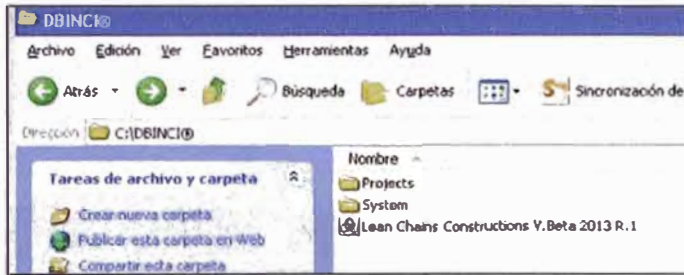 DBINCI®
Archivo Edición Ver Favoritos Herramientas Ayuda
Atrás Búsqueda Carpetas Sincronización de
Dirección C:\DBINCI®
Nombre
Tareas de archivo y carpeta
Projects
System
Crear nueva carpeta
Lean Chains Constructions V.Beta 2013 R.1
Publicar esta carpeta en Web
Compartir esta carpeta